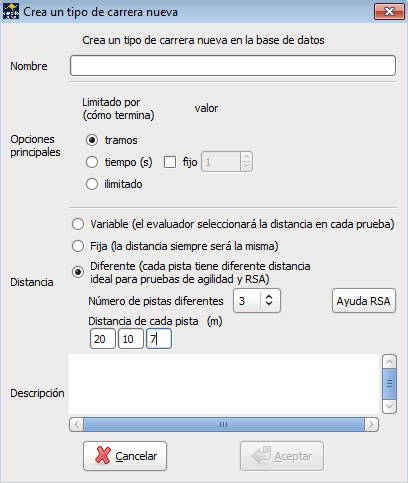 Crea un tipo de carrera nueva
Crea un tipo de carrera nueva en la base de datos
Nombre
Limitado por
(cómo termina)
valor
Opciones
principales
tramos
tiempo (s)
fijo
1
ilimitado
Variable (el evaluador seleccionará la distancia en cada prueba)
Fija (la distancia siempre será la misma)
Distancia
Diferente (cada pista tiene diferente distancia
ideal para pruebas de agilidad y RSA)
Número de pistas diferentes
3
Ayuda RSA
Distancia de cada pista (m)
20 10 7
Descripción
Cancelar
Aceptar